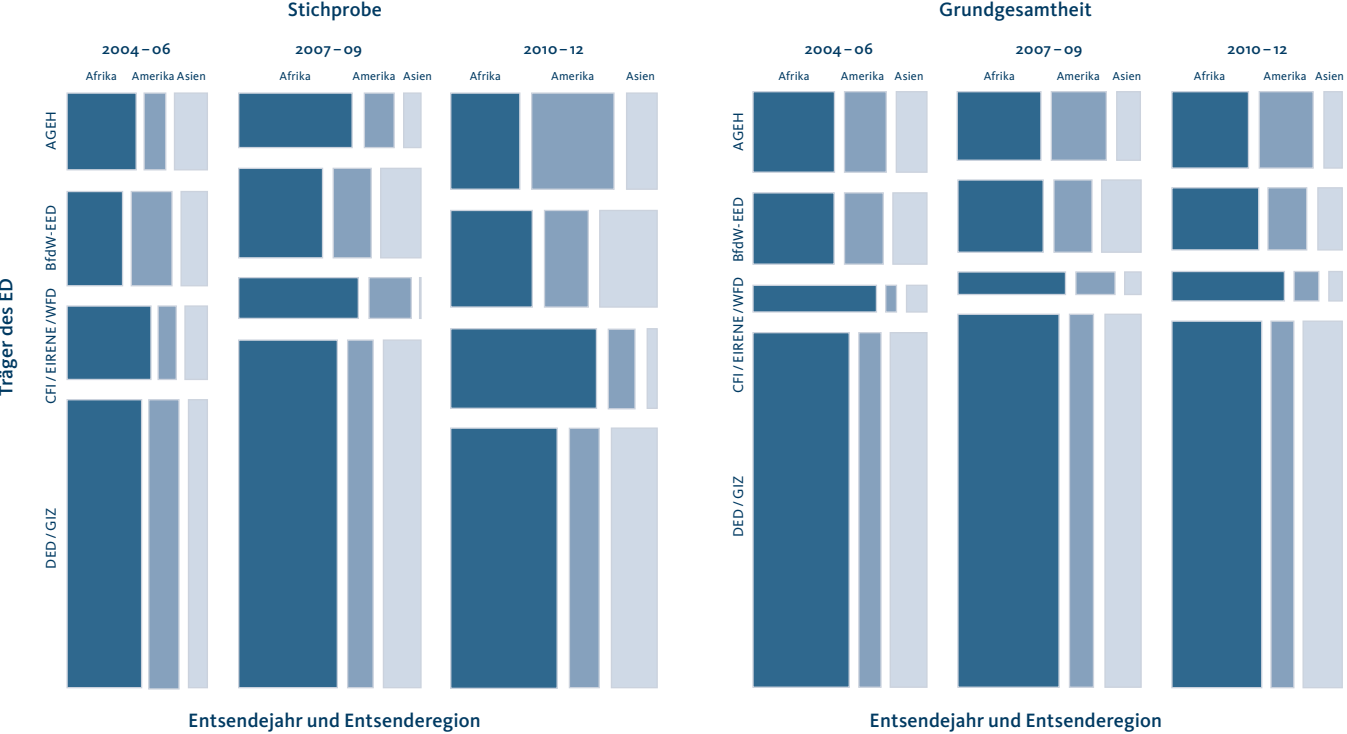 Stichprobe
Grundgesamtheit
2004–06
2007–09
2010–12
2004–06
2007–09
2010–12
Afrika Amerika Asien
Afrika Amerika Asien
Afrika Amerika Asien
Afrika Amerika Asien
Afrika Amerika Asien
Afrika Amerika Asien
Träger des ED
AGEH
BfdW-EED
CFI / EIRENE / WFD
DED / GIZ
AGEH
BfdW-EED
CFI / EIRENE / WFD
DED / GIZ
Entsendejahr und Entsenderegion
Entsendejahr und Entsenderegion